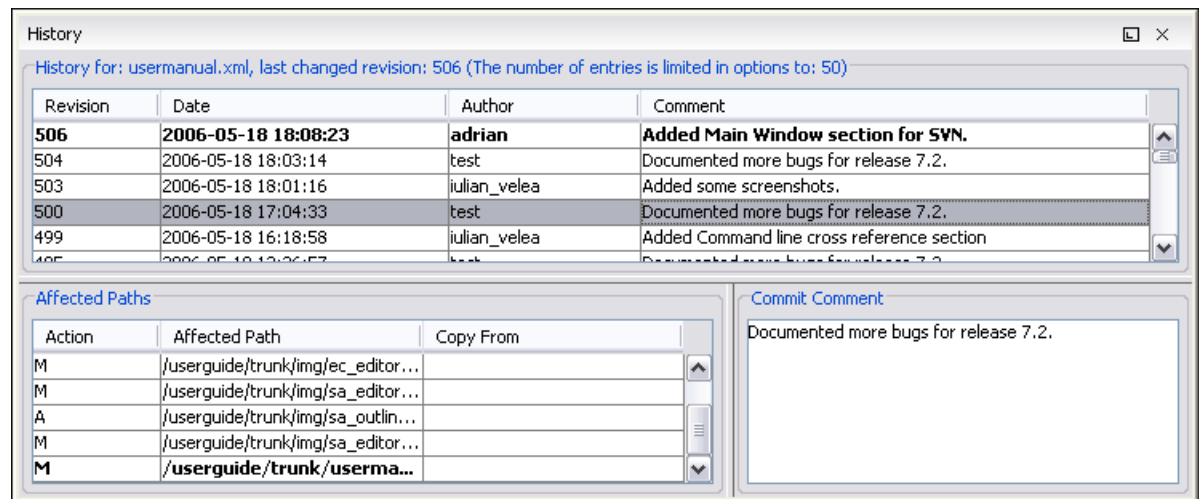 History
History for: usermanual.xml, last changed revision: 506 (The number of entries is limited in options to: 50)
Revision Date Author Comment
506 2006-05-18 18:08:23 adrian Added Main Window section for SVN.
504 2006-05-18 18:03:14 test Documented more bugs for release 7.2.
503 2006-05-18 18:01:16 iulian_velea Added some screenshots.
500 2006-05-18 17:04:33 test Documented more bugs for release 7.2.
499 2006-05-18 16:18:58 iulian_velea Added Command line cross reference section
Affected Paths
Action Affected Path Copy From
M /userguide/trunk/img/ec_editor...
M /userguide/trunk/img/sa_editor...
A /userguide/trunk/img/sa_outlin...
M /userguide/trunk/img/sa_editor...
M /userguide/trunk/userma...
Commit Comment
Documented more bugs for release 7.2.